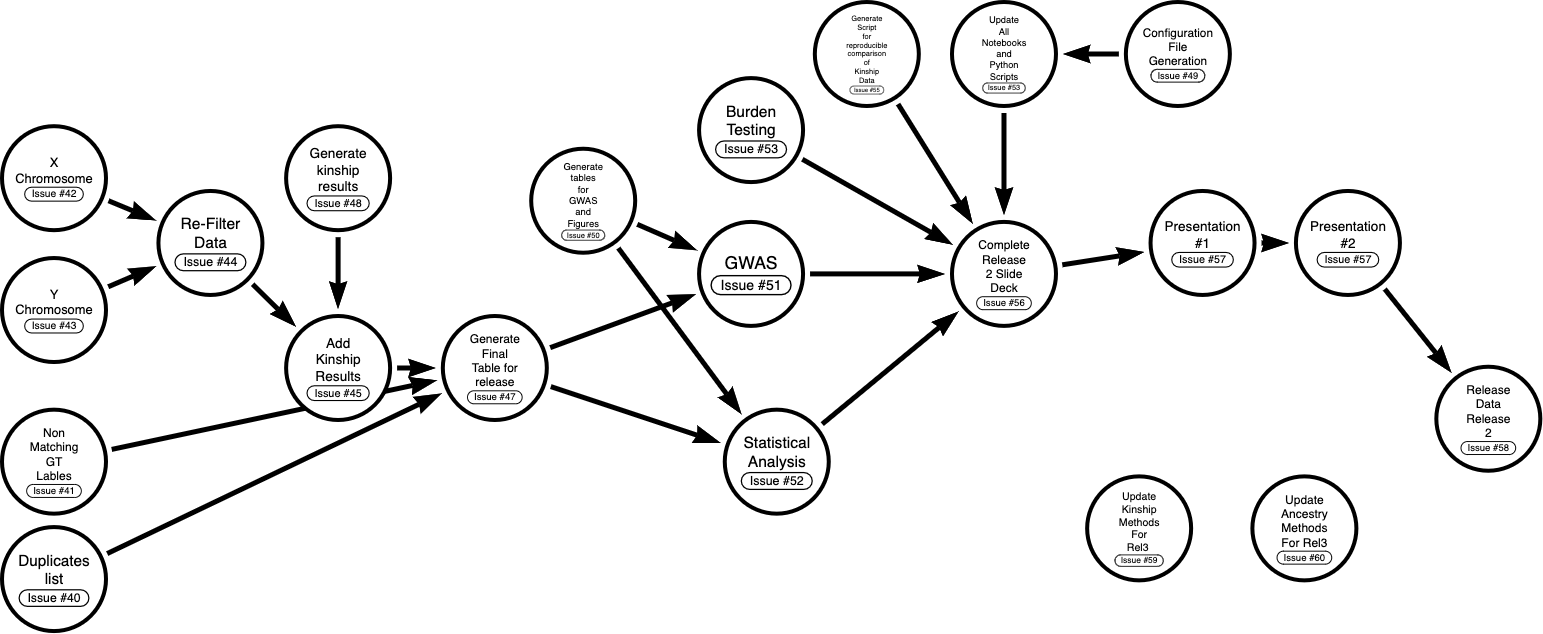 X
Chromosome
Issue #42
Y
Chromosome
Issue #43
Non
Matching
GT
Lables
Issue #41
Duplicates
list
Issue #40
Re-Filter
Data
Issue #44
Generate
kinship
results
Issue #48
Add
Kinship
Results
Issue #45
Generate
Final
Table for
release
Issue #47
Generate
tables
for
GWAS
and
Figures
Issue #50
Burden
Testing
Issue #53
GWAS
Issue #51
Statistical
Analysis
Issue #52
Generate
Script
for
reproducible
comparison
of
Kinship
Data
Issue #55
Update
All
Notebooks
and
Python
Scripts
Issue #53
Configuration
File
Generation
Issue #49
Complete
Release
2 Slide
Deck
Issue #56
Presentation
#1
Issue #57
Presentation
#2
Issue #57
Release
Data
Release
2
Issue #58
Update
Kinship
Methods
For
Rel3
Issue #59
Update
Ancestry
Methods
For Rel3
Issue #60